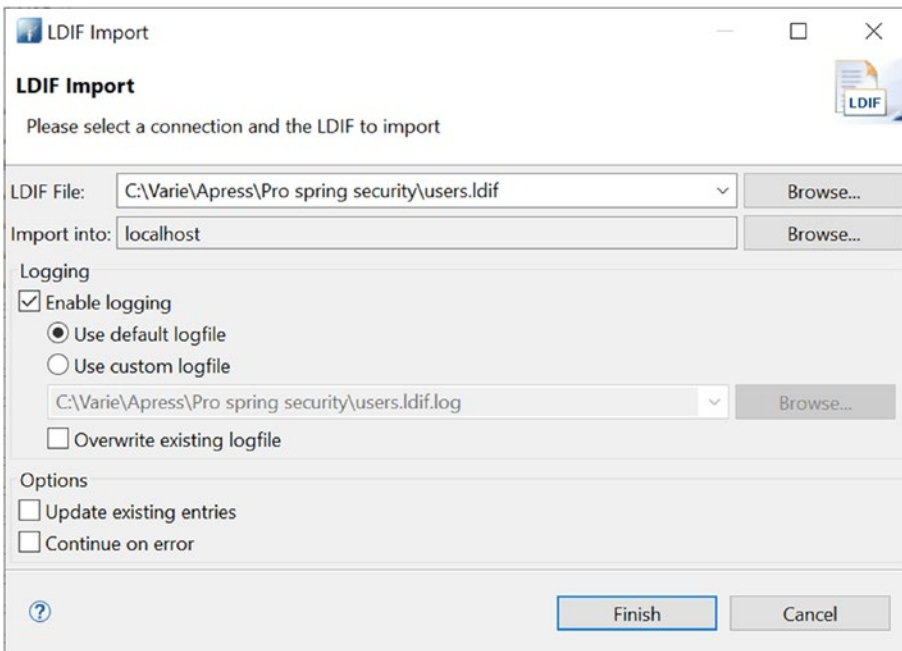 LDIF Import
LDIF Import
LDIF
Please select a connection and the LDIF to import
LDIF File: C:\Varie\Apress\Pro spring security\users.ldif Browse...
Import into: localhost Browse...
Logging
Enable logging
Use default logfile
Use custom logfile
C:\Varie\Apress\Pro spring security\users.ldif.log Browse...
Overwrite existing logfile
Options
Update existing entries
Continue on error
? Finish Cancel